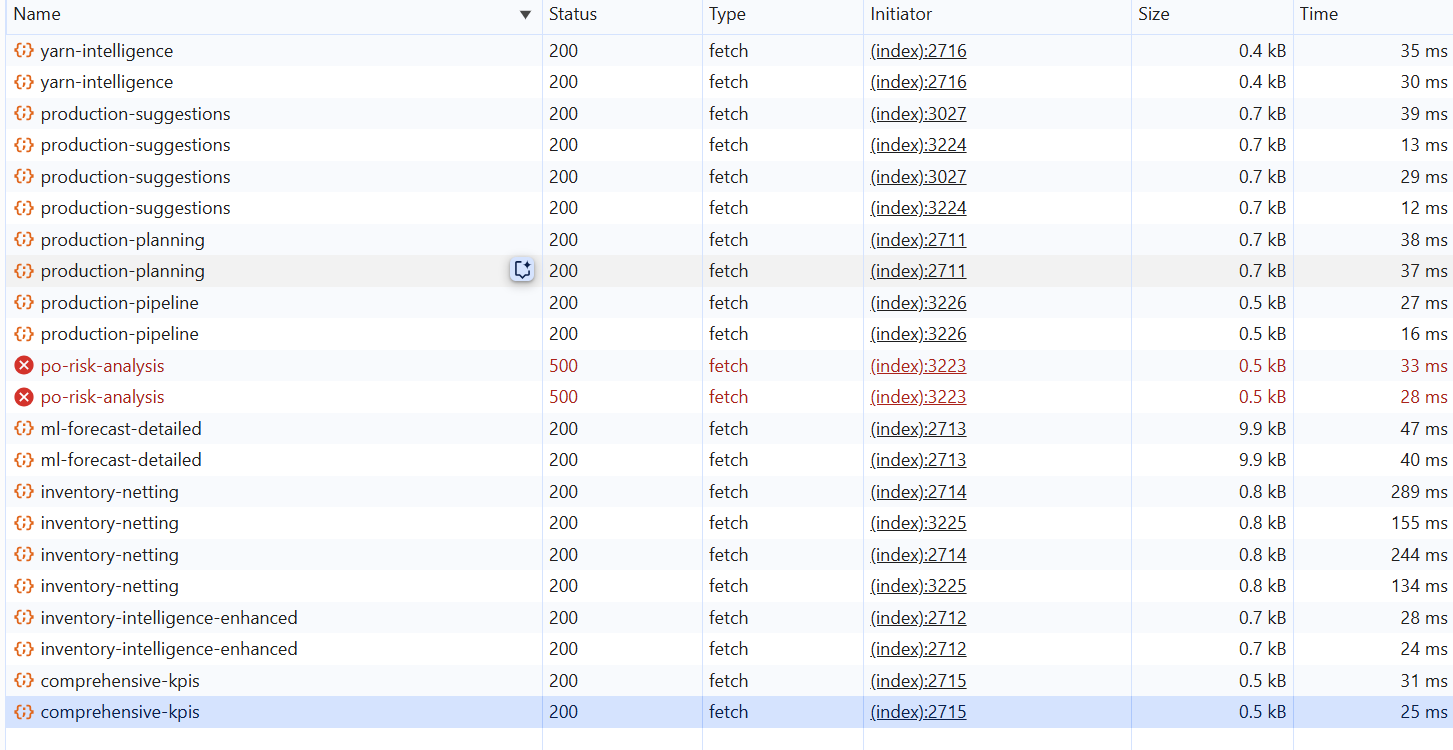 Name Status Type Initiator Size Time
yarn-intelligence 200 fetch (index):2716 0.4 kB 35 ms
yarn-intelligence 200 fetch (index):2716 0.4 kB 30 ms
production-suggestions 200 fetch (index):3027 0.7 kB 39 ms
production-suggestions 200 fetch (index):3224 0.7 kB 13 ms
production-suggestions 200 fetch (index):3027 0.7 kB 29 ms
production-suggestions 200 fetch (index):3224 0.7 kB 12 ms
production-planning 200 fetch (index):2711 0.7 kB 38 ms
production-planning 200 fetch (index):2711 0.7 kB 37 ms
production-pipeline 200 fetch (index):3226 0.5 kB 27 ms
production-pipeline 200 fetch (index):3226 0.5 kB 16 ms
po-risk-analysis 500 fetch (index):3223 0.5 kB 33 ms
po-risk-analysis 500 fetch (index):3223 0.5 kB 28 ms
ml-forecast-detailed 200 fetch (index):2713 9.9 kB 47 ms
ml-forecast-detailed 200 fetch (index):2713 9.9 kB 40 ms
inventory-netting 200 fetch (index):2714 0.8 kB 289 ms
inventory-netting 200 fetch (index):3225 0.8 kB 155 ms
inventory-netting 200 fetch (index):2714 0.8 kB 244 ms
inventory-netting 200 fetch (index):3225 0.8 kB 134 ms
inventory-intelligence-enhanced 200 fetch (index):2712 0.7 kB 28 ms
inventory-intelligence-enhanced 200 fetch (index):2712 0.7 kB 24 ms
comprehensive-kpis 200 fetch (index):2715 0.5 kB 31 ms
comprehensive-kpis 200 fetch (index):2715 0.5 kB 25 ms